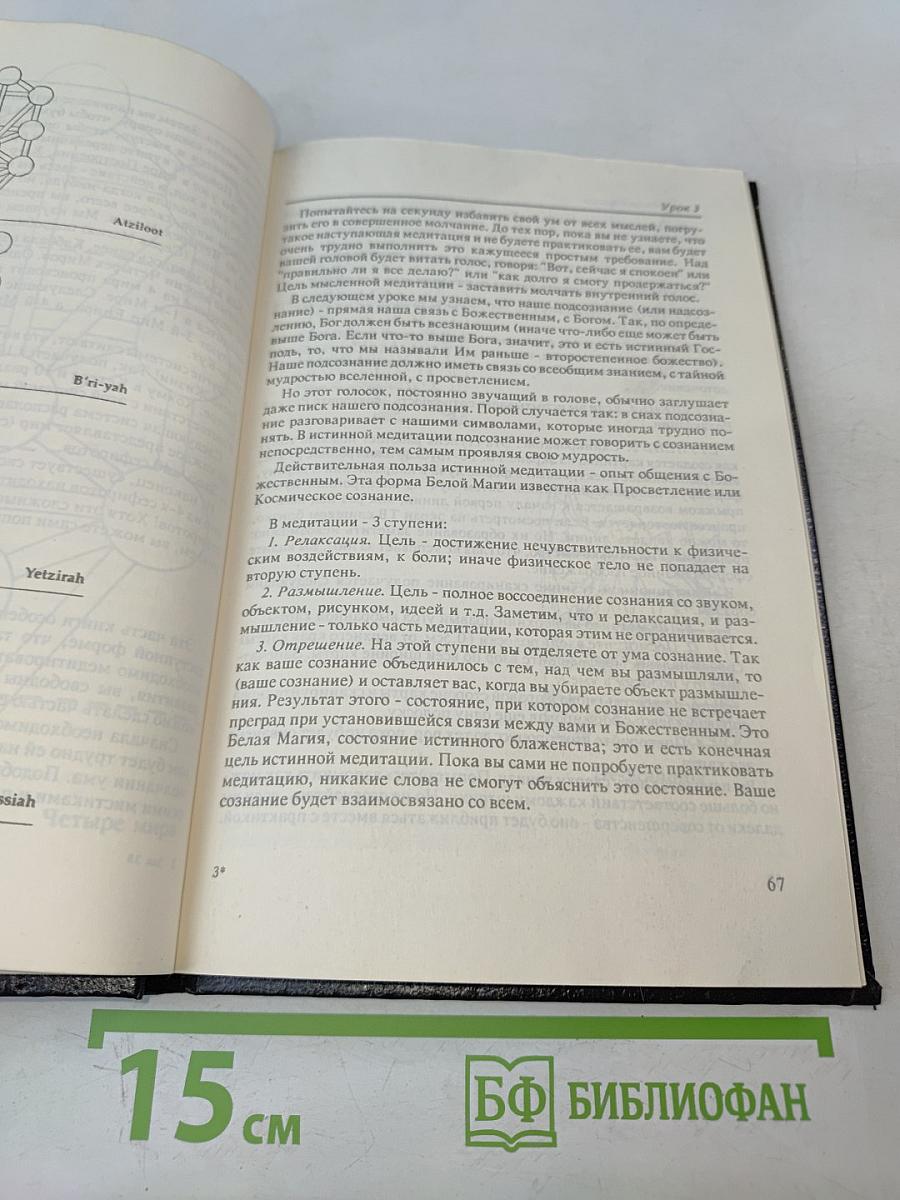 Atziloot
B'ri-yah
Yetzirah
ssiah
Урок 3
Попытайтесь на секунду избавить свой ум от всех мыслей, погру-
зить его в совершенное молчание. До тех пор, пока вы не узнаете, что
такое наступающая медитация и не будете практиковать ее, вам будет
очень трудно выполнить это кажущееся простым требование. Над
вашей головой будет витать голос, говоря: "Вот, сейчас я спокоен" или
"правильно ли я все делаю?" или "как долго я смогу продержаться?"
Цель мысленной медитации - заставить молчать внутренний голос.
В следующем уроке мы узнаем, что наше подсознание (или надсоз-
нание) - прямая наша связь с Божественным, с Богом. Так, по опреде-
лению, Бог должен быть всезнающим (иначе что-либо еще может быть
выше Бога. Если что-то выше Бога, значит, это и есть истинный Гос-
подь, то, что мы называли Им раньше - второстепенное божество).
Наше подсознание должно иметь связь со всеобщим знанием, с тайной
мудростью вселенной, с просветлением.
Но этот голосок, постоянно звучащий в голове, обычно заглушает
даже писк нашего подсознания. Порой случается так: в снах подсозна-
ние разговаривает с нашими символами, которые иногда трудно по-
нять. В истинной медитации подсознание может говорить с сознанием
непосредственно, тем самым проявляя свою мудрость.
Действительная польза истинной медитации - опыт общения с Бо-
жественным. Эта форма Белой Магии известна как Просветление или
Космическое сознание.
В медитации - 3 ступени:
1. Релаксация. Цель - достижение нечувствительности к физиче-
ским воздействиям, к боли; иначе физическое тело не попадает на
вторую ступень.
2. Размышление. Цель - полное воссоединение сознания со звуком,
объектом, рисунком, идеей и т.д. Заметим, что и релаксация, и раз-
мышление - только часть медитации, которая этим не ограничивается.
3. Отрешение. На этой ступени вы отделяете от ума сознание. Так
как ваше сознание объединилось с тем, над чем вы размышляли, то
(ваше сознание) и оставляет вас, когда вы убираете объект размышле-
ния. Результат этого - состояние, при котором сознание не встречает
преград при установившейся связи между вами и Божественным. Это
Белая Магия, состояние истинного блаженства; это и есть конечная
цель истинной медитации. Пока вы сами не попробуете практиковать
медитацию, никакие слова не смогут объяснить это состояние. Ваше
сознание будет взаимосвязано со всем.
3*
67
15 см
БФ БИБЛИОФАН